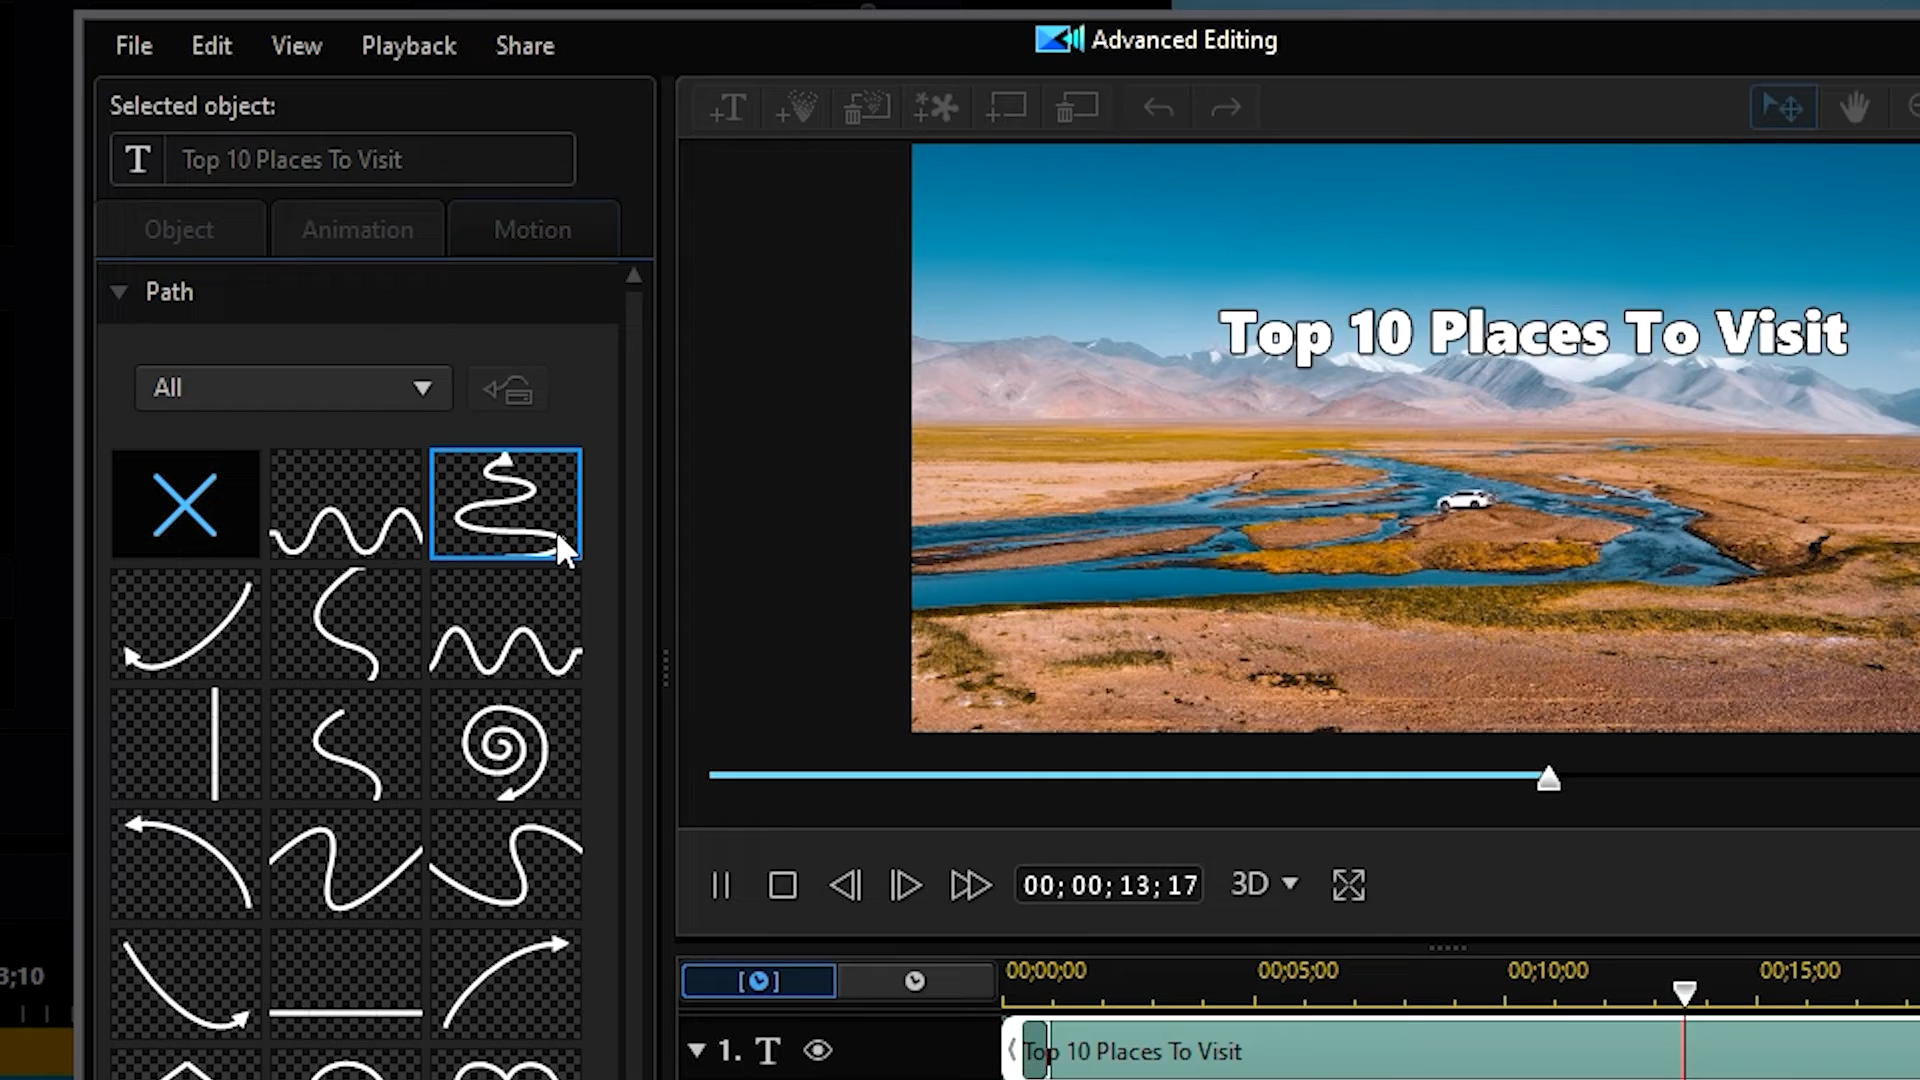 File Edit View Playback Share
Advanced Editing
Selected object:
T Top 10 Places To Visit
Object Animation Motion
Path
All
Top 10 Places To Visit
00;00;13;17 3D
3;10
00;00;00 00;05;00 00;10;00 00;15;00
1. T
Top 10 Places To Visit